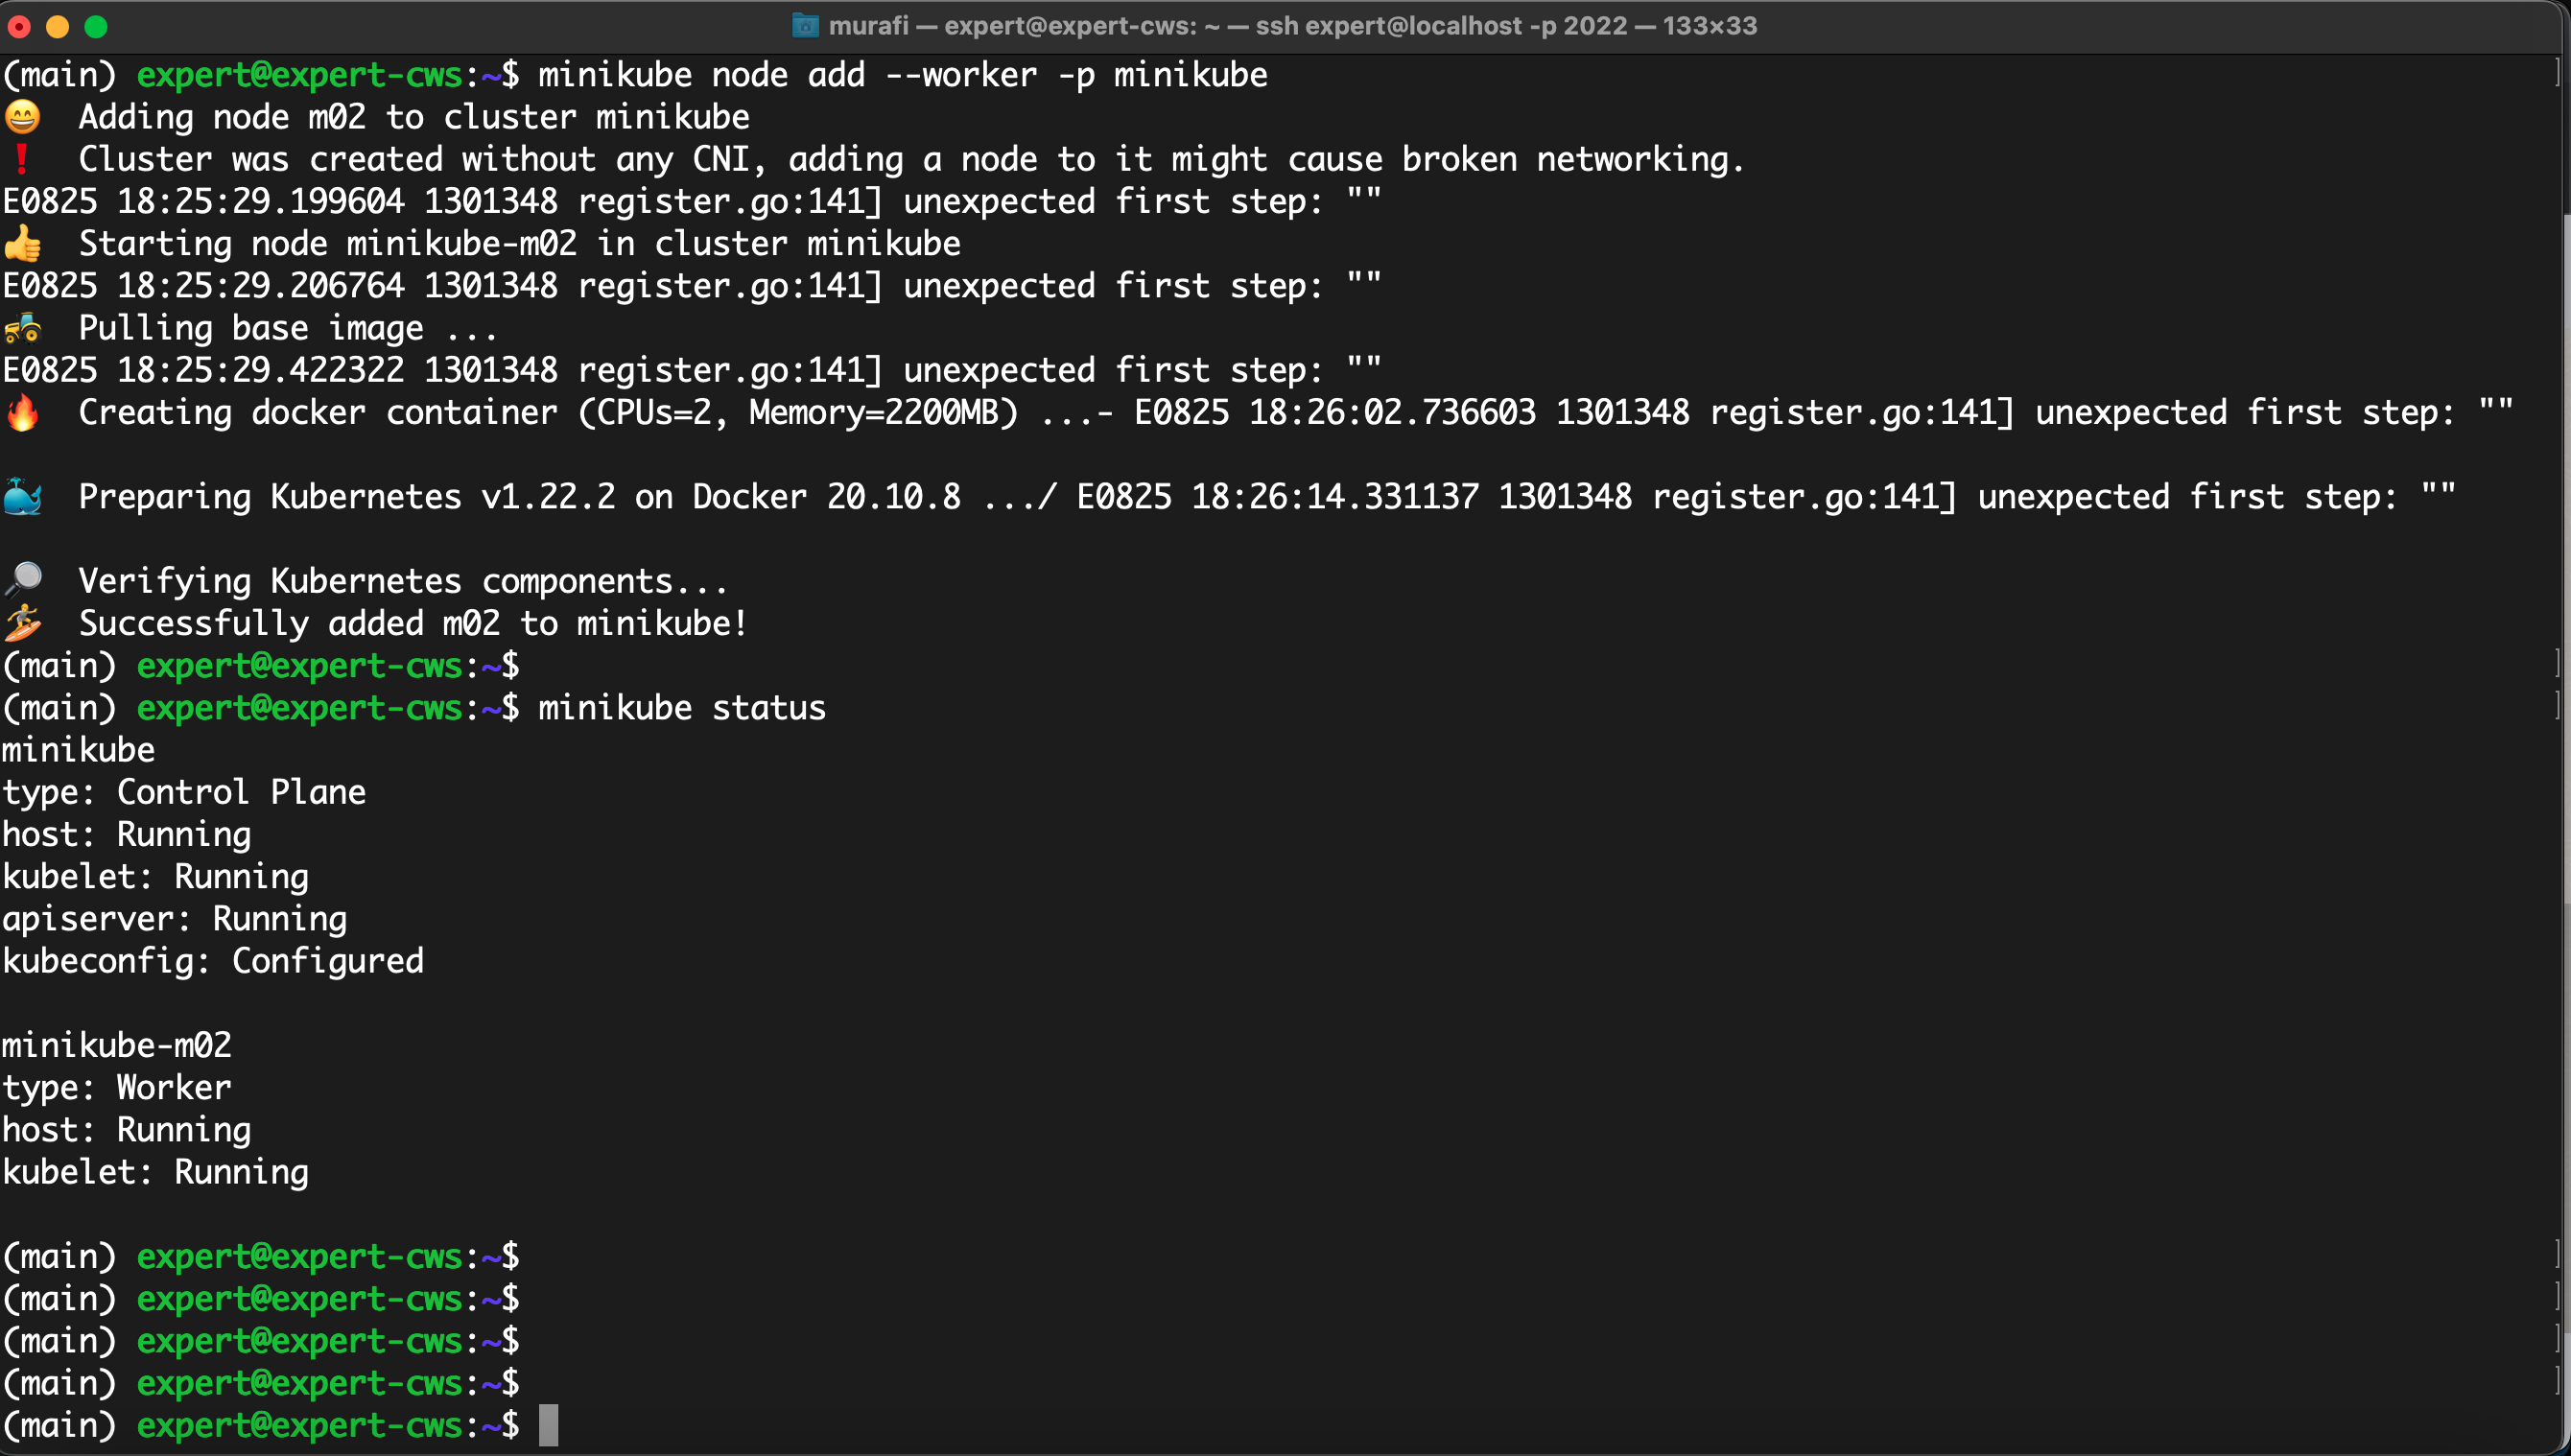 murafi — expert@expert-cws: ~ — ssh expert@localhost -p 2022 — 133×33
(main) expert@expert-cws:~$ minikube node add --worker -p minikube
😄  Adding node m02 to cluster minikube
❗  Cluster was created without any CNI, adding a node to it might cause broken networking.
E0825 18:25:29.199604 1301348 register.go:141] unexpected first step: ""
👍  Starting node minikube-m02 in cluster minikube
E0825 18:25:29.206764 1301348 register.go:141] unexpected first step: ""
🚜  Pulling base image ...
E0825 18:25:29.422322 1301348 register.go:141] unexpected first step: ""
🔥  Creating docker container (CPUs=2, Memory=2200MB) ...- E0825 18:26:02.736603 1301348 register.go:141] unexpected first step: ""
🐳  Preparing Kubernetes v1.22.2 on Docker 20.10.8 .../ E0825 18:26:14.331137 1301348 register.go:141] unexpected first step: ""
🔎  Verifying Kubernetes components...
🏄  Successfully added m02 to minikube!
(main) expert@expert-cws:~$
(main) expert@expert-cws:~$ minikube status
minikube
type: Control Plane
host: Running
kubelet: Running
apiserver: Running
kubeconfig: Configured
minikube-m02
type: Worker
host: Running
kubelet: Running
(main) expert@expert-cws:~$
(main) expert@expert-cws:~$
(main) expert@expert-cws:~$
(main) expert@expert-cws:~$
(main) expert@expert-cws:~$